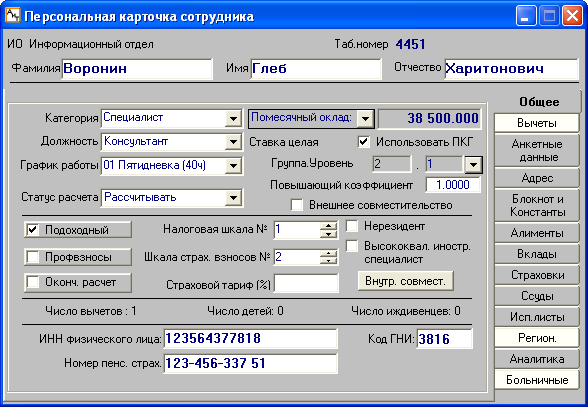 Персональная карточка сотрудника
ИО Информационный отдел Таб.номер 4451
Фамилия Воронин Имя Глеб Отчество Харитонович
Категория Специалист Помесячный оклад: 38 500.000
Должность Консультант Ставка целая Использовать ПКГ
График работы 01 Пятидневка (40ч) Группа.Уровень 2 . 1
Повышающий коэффициент 1.0000
Статус расчета Рассчитывать Внешнее совместительство
Подоходный Налоговая шкала № 1 Нерезидент
Профвзносы Шкала страх. взносов № 2 Высококвал. иностр. специалист
Оконч. расчет Страховой тариф (%) Внутр. совмест.
Число вычетов : 1 Число детей: 0 Число иждивенцев: 0
ИНН физического лица: 123564377818 Код ГНИ: 3816
Номер пенс. страх. 123-456-337 51
Общее
Вычеты
Анкетные
данные
Адрес
Блокнот и
Константы
Алименты
Вклады
Страховки
Ссуды
Исп.листы
Регион.
Аналитика
Больничные